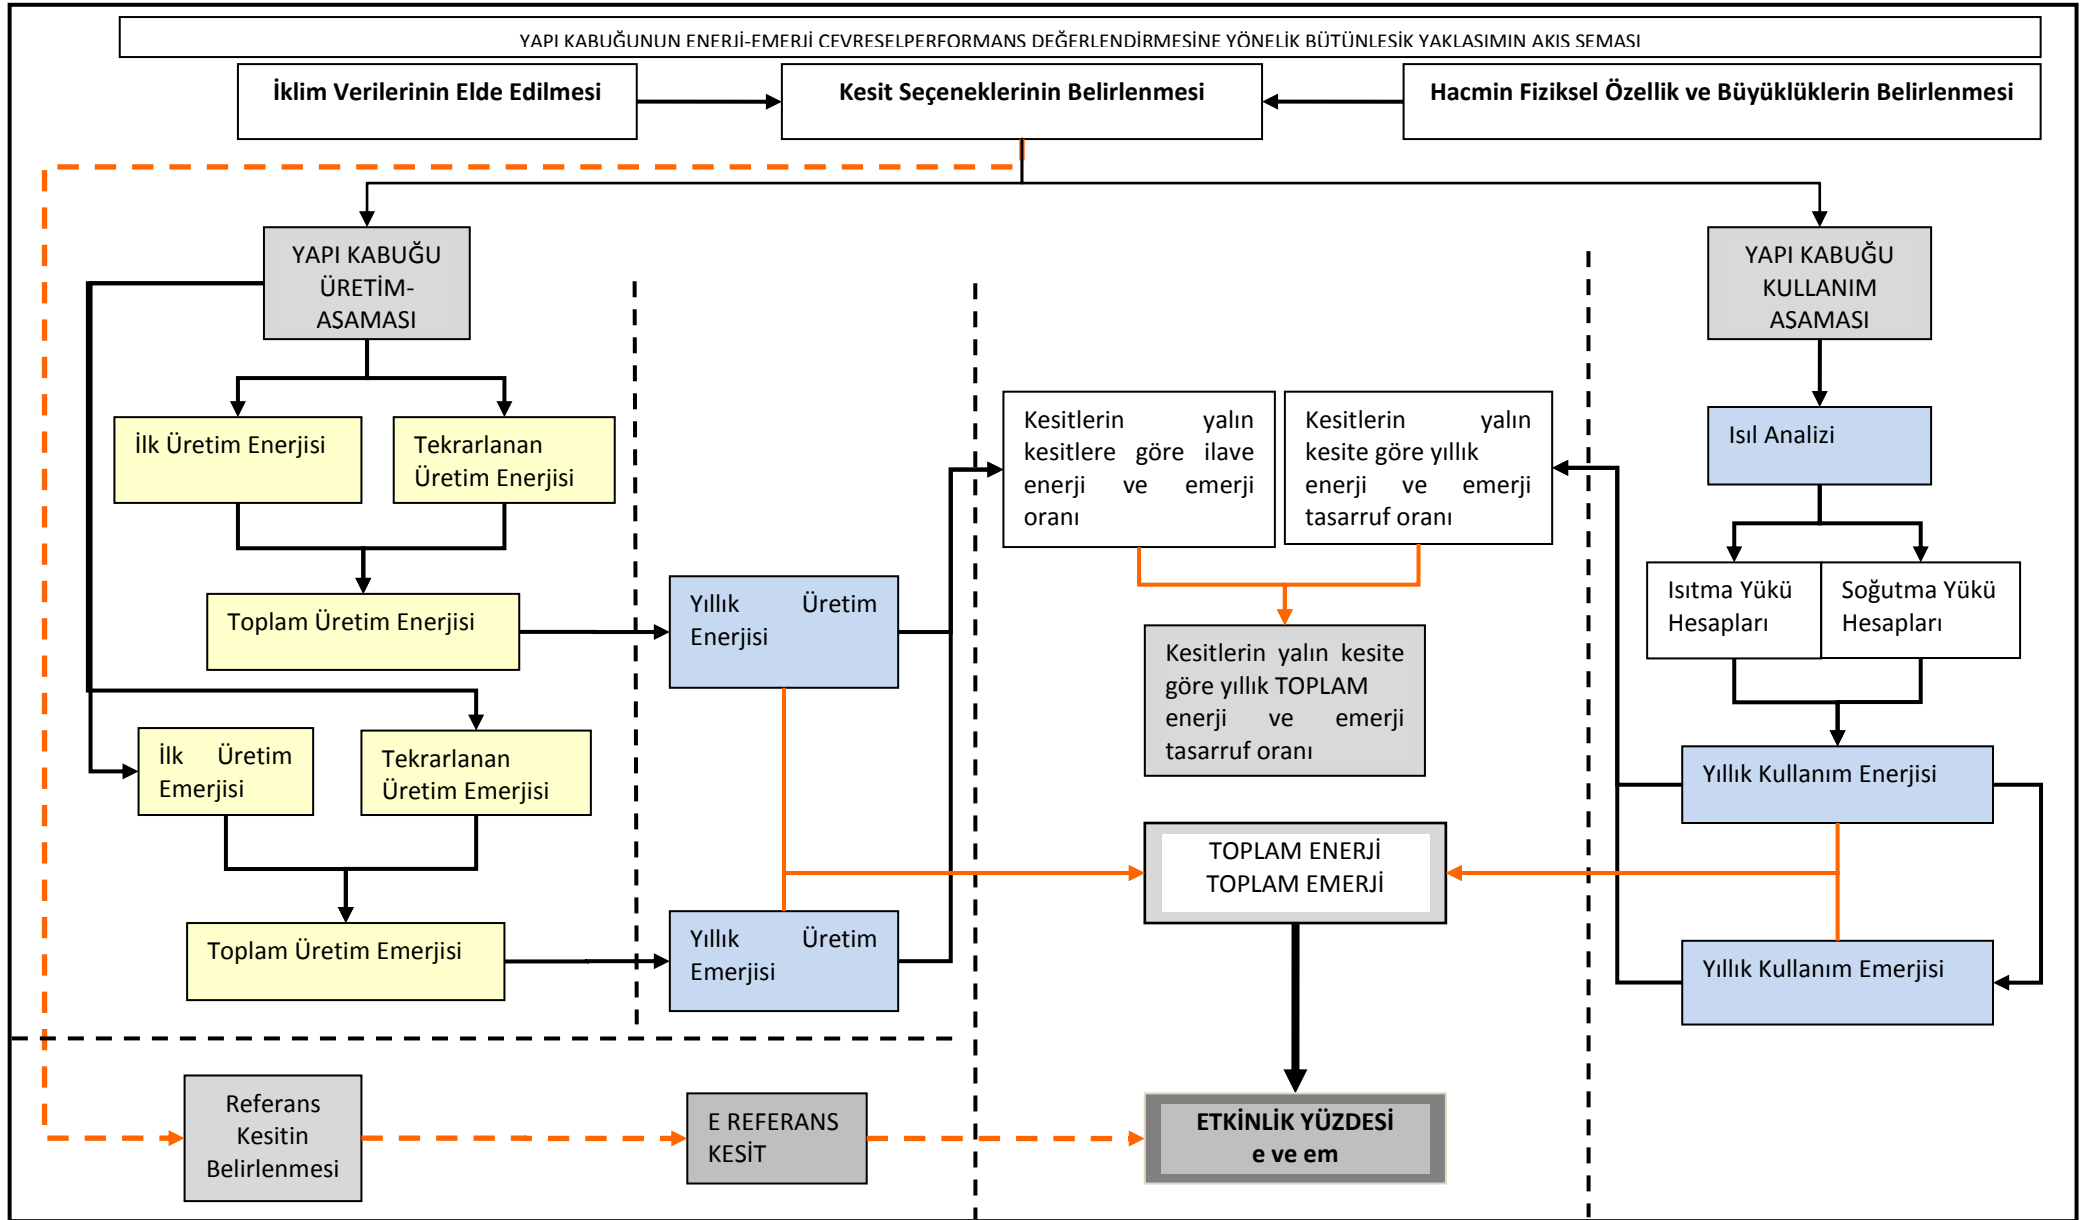 YAPI KABUĞUNUN ENERJİ-EMERJİ ÇEVRESELPERFORMANS DEĞERLENDİRMESİNE YÖNELİK BÜTÜNLEŞİK YAKLAŞIMIN AKIŞ ŞEMASI
İklim Verilerinin Elde Edilmesi
Kesit Seçeneklerinin Belirlenmesi
Hacmin Fiziksel Özellik ve Büyüklüklerin Belirlenmesi
YAPI KABUĞU
ÜRETİM-
AŞAMASI
YAPI KABUĞU
KULLANIM
AŞAMASI
İlk Üretim Enerjisi
Tekrarlanan
Üretim Enerjisi
Kesitlerin yalın
kesitlere göre ilave
enerji ve emerji
oranı
Kesitlerin yalın
kesite göre yıllık
enerji ve emerji
tasarruf oranı
Isıl Analizi
Toplam Üretim Enerjisi
Yıllık Üretim
Enerjisi
Isıtma Yükü
Hesapları
Soğutma Yükü
Hesapları
Kesitlerin yalın kesite
göre yıllık TOPLAM
enerji ve emerji
tasarruf oranı
İlk Üretim
Emerjisi
Tekrarlanan
Üretim Emerjisi
Yıllık Kullanım Enerjisi
TOPLAM ENERJİ
TOPLAM EMERJİ
Toplam Üretim Emerjisi
Yıllık Üretim
Emerjisi
Yıllık Kullanım Emerjisi
Referans
Kesitin
Belirlenmesi
E REFERANS
KESİT
ETKİNLİK YÜZDESİ
e ve em